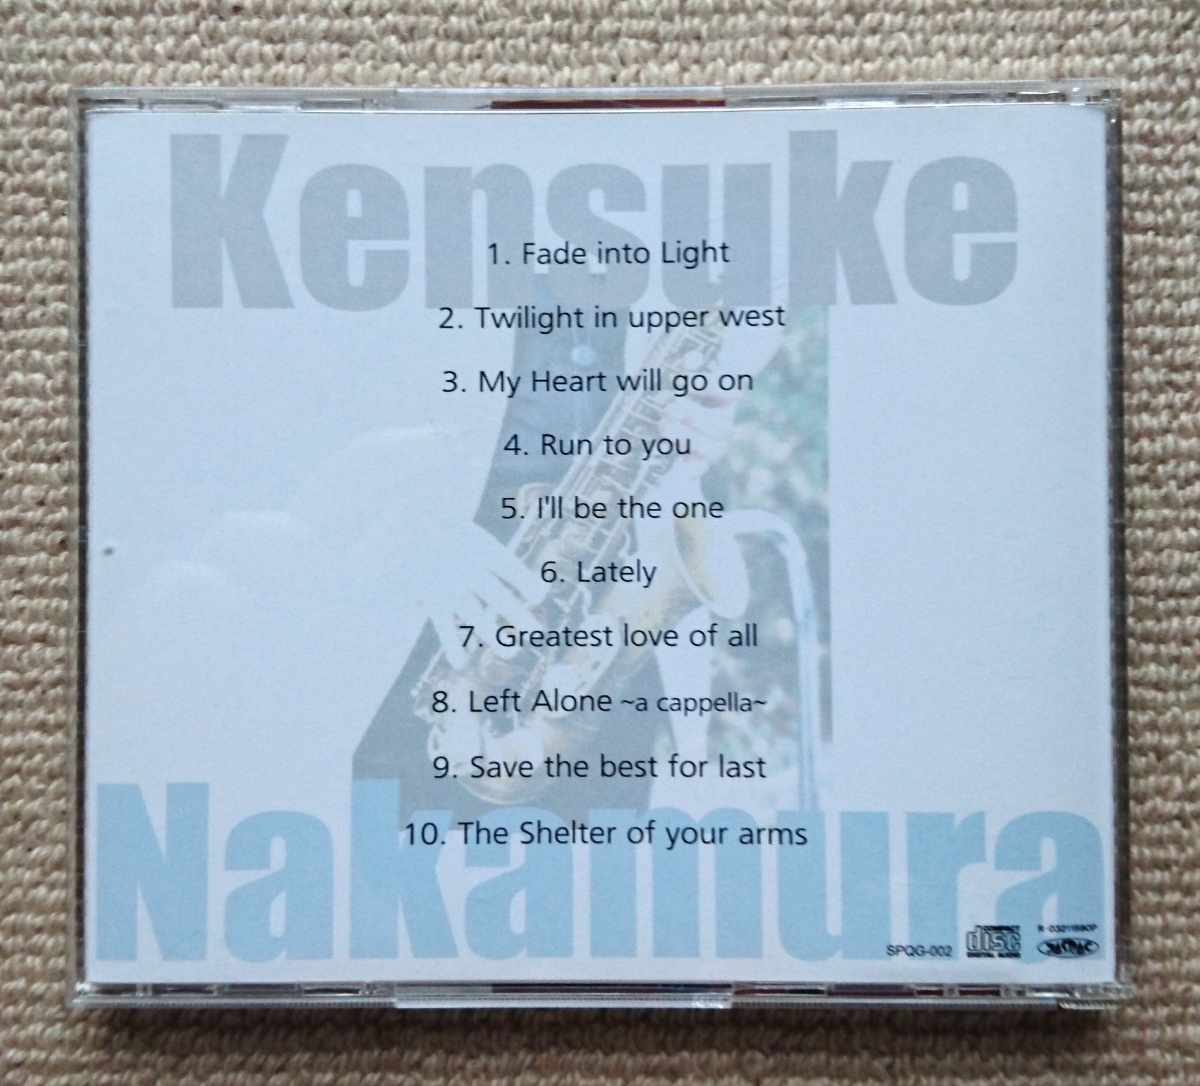 Kensuke
1. Fade into Light
2. Twilight in upper west
3. My Heart will go on
4. Run to you
5. I'll be the one
6. Lately
7. Greatest love of all
8. Left Alone ~a cappella~
9. Save the best for last
10. The Shelter of your arms
Nakamura
SPQG-002
COMPACT
disc
DIGITAL AUDIO
JASRAC